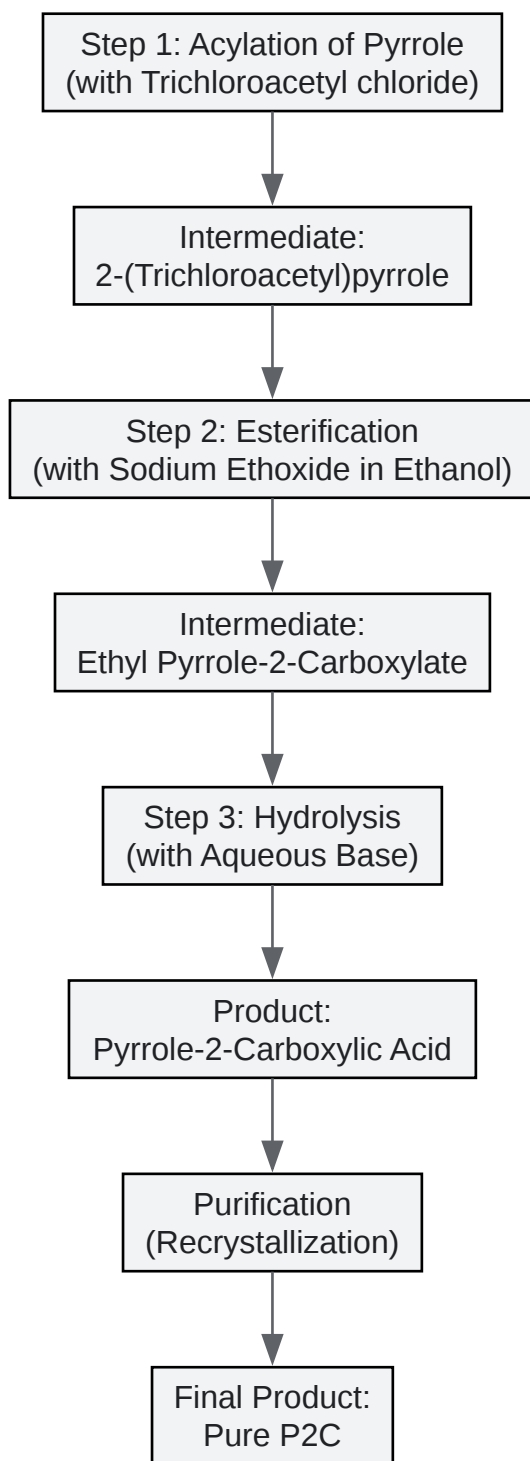 Step 1: Acylation of Pyrrole
(with Trichloroacetyl chloride)
Intermediate:
2-(Trichloroacetyl)pyrrole
Step 2: Esterification
(with Sodium Ethoxide in Ethanol)
Intermediate:
Ethyl Pyrrole-2-Carboxylate
Step 3: Hydrolysis
(with Aqueous Base)
Product:
Pyrrole-2-Carboxylic Acid
Purification
(Recrystallization)
Final Product:
Pure P2C